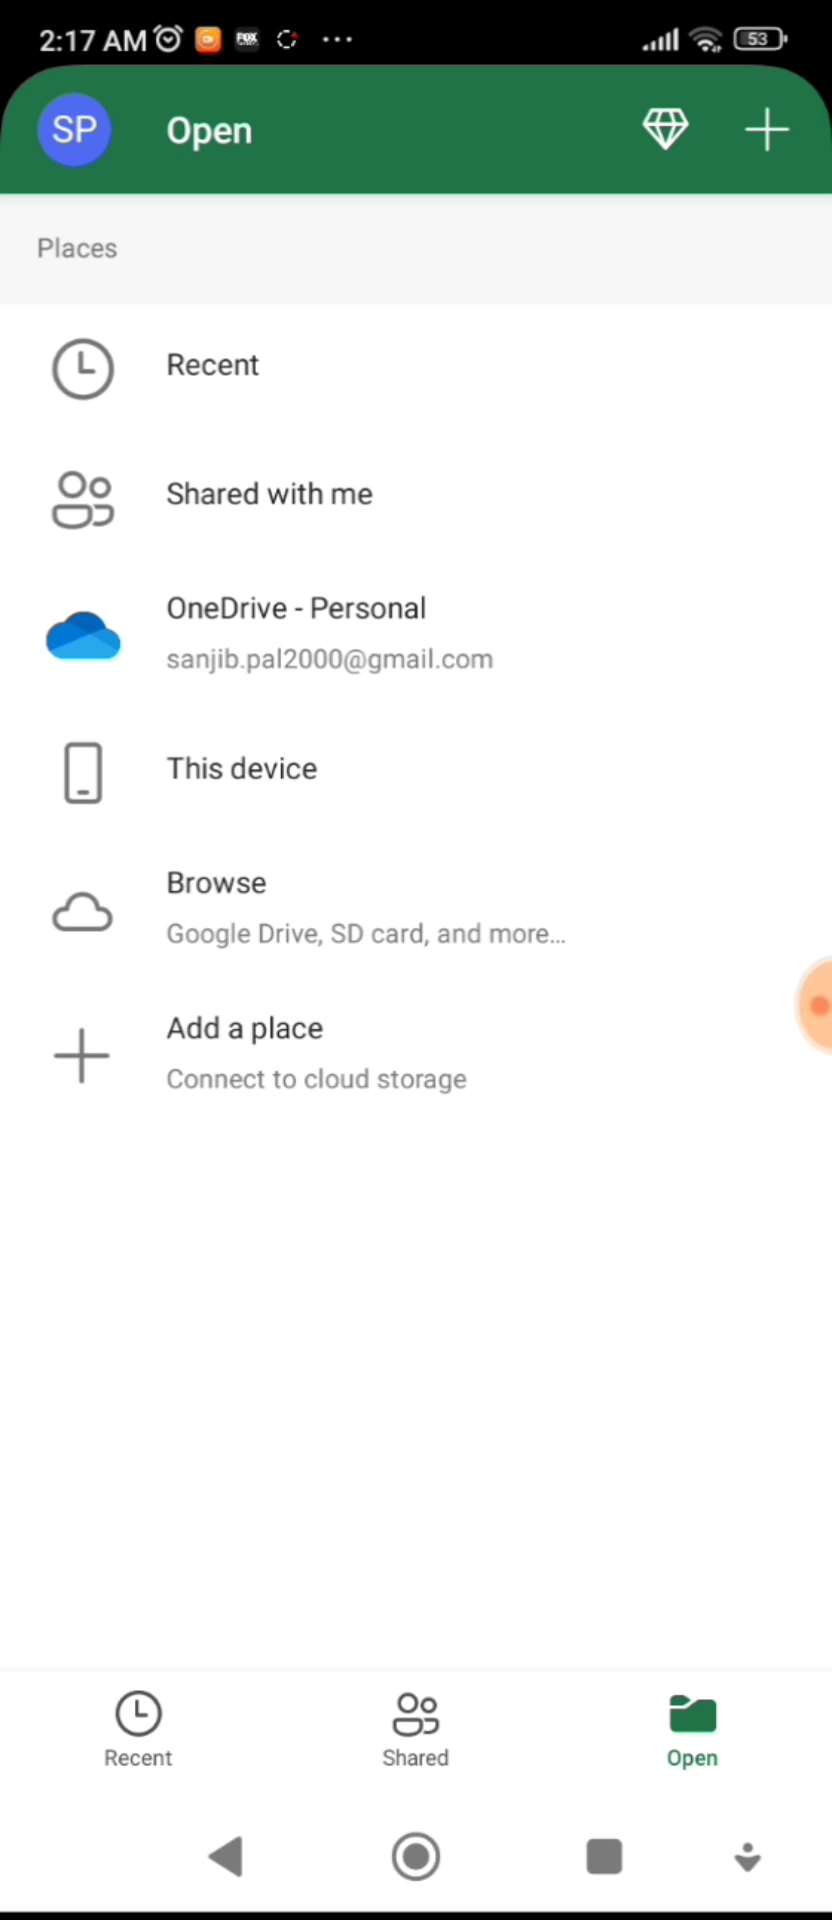 2:17 AM
53
SP
Open
Places
Recent
Shared with me
OneDrive - Personal
sanjib.pal2000@gmail.com
This device
Browse
Google Drive, SD card, and more...
Add a place
Connect to cloud storage
Recent
Shared
Open